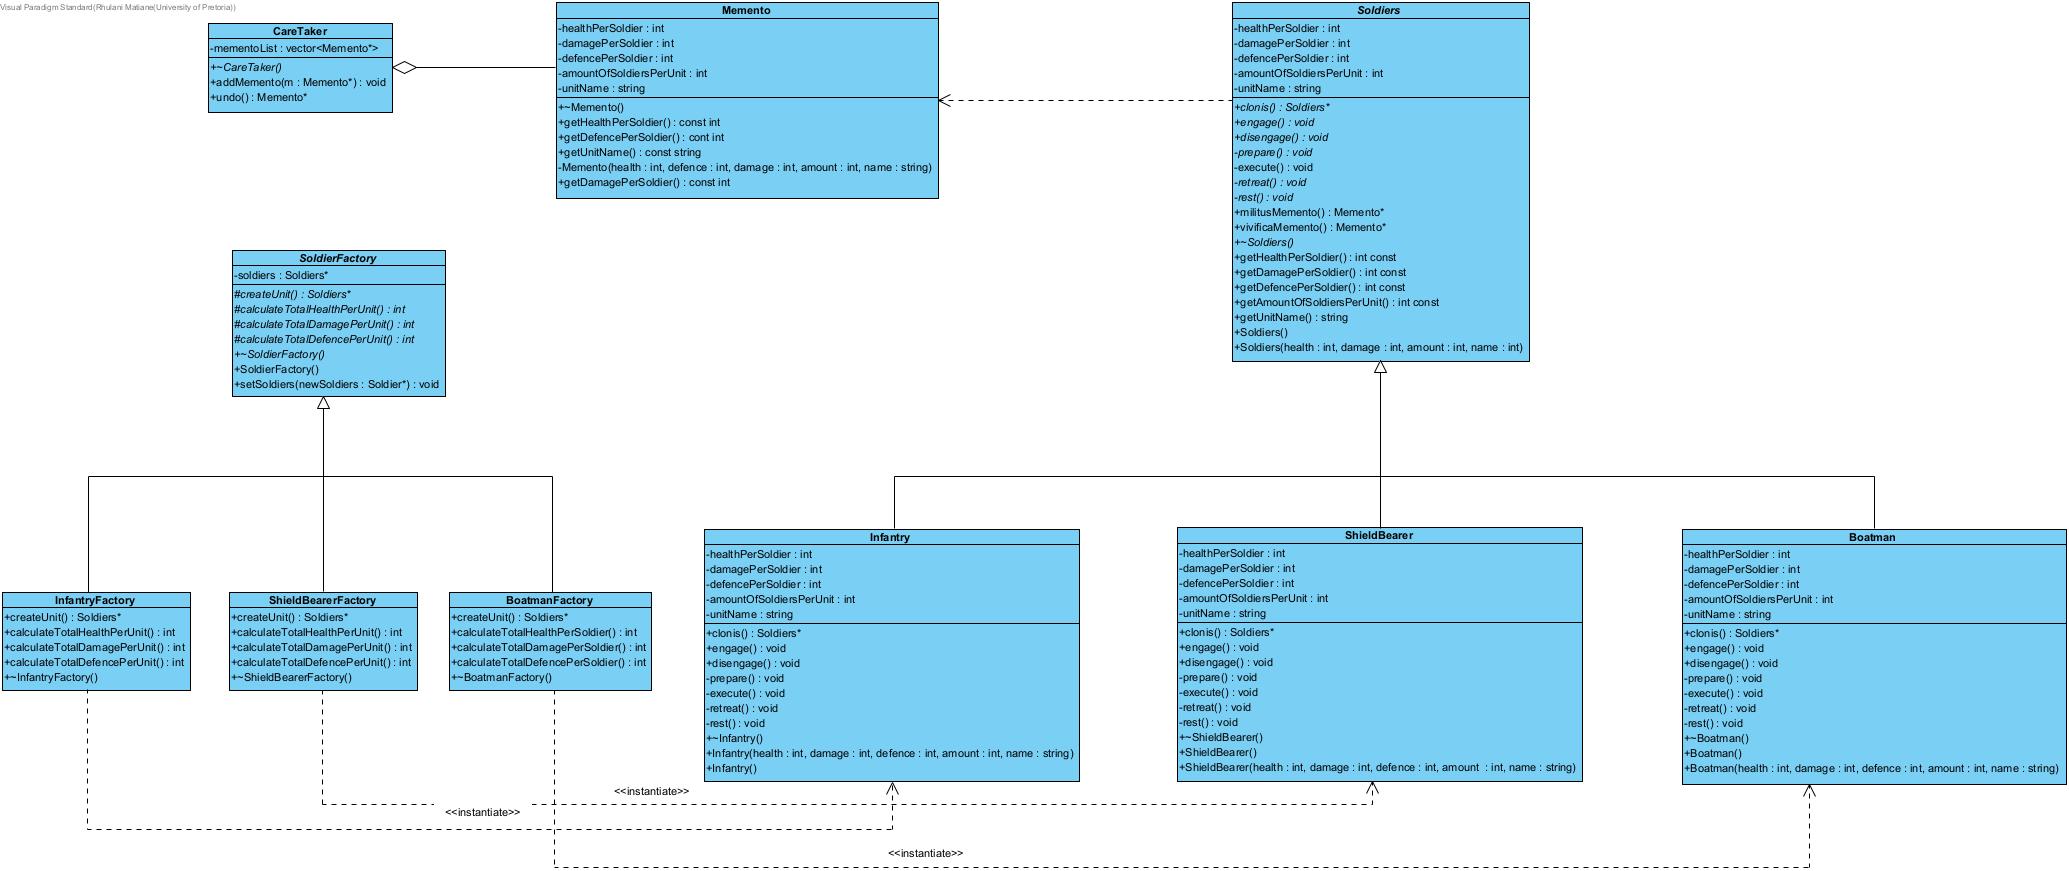 Visual Paradigm Standard(Rhulani Matiane(University of Pretoria))
CareTaker
-mementoList : vector<Memento*>
+~CareTaker()
+addMemento(m : Memento*) : void
+undo() : Memento*
Memento
-healthPerSoldier : int
-damagePerSoldier : int
-defencePerSoldier : int
-amountOfSoldiersPerUnit : int
-unitName : string
+~Memento()
+getHealthPerSoldier() : const int
+getDefencePerSoldier() : cont int
+getUnitName() : const string
-Memento(health : int, defence : int, damage : int, amount : int, name : string)
+getDamagePerSoldier() : const int
Soldiers
-healthPerSoldier : int
-damagePerSoldier : int
-defencePerSoldier : int
-amountOfSoldiersPerUnit : int
-unitName : string
+clonis() : Soldiers*
+engage() : void
+disengage() : void
-prepare() : void
-execute() : void
-retreat() : void
-rest() : void
+militusMemento() : Memento*
+vivificaMemento() : Memento*
+~Soldiers()
+getHealthPerSoldier() : int const
+getDamagePerSoldier() : int const
+getDefencePerSoldier() : int const
+getAmountOfSoldiersPerUnit() : int const
+getUnitName() : string
+Soldiers()
+Soldiers(health : int, damage : int, amount : int, name : int)
SoldierFactory
-soldiers : Soldiers*
#createUnit() : Soldiers*
#calculateTotalHealthPerUnit() : int
#calculateTotalDamagePerUnit() : int
#calculateTotalDefencePerUnit() : int
+~SoldierFactory()
+SoldierFactory()
+setSoldiers(newSoldiers : Soldier*) : void
InfantryFactory
+createUnit() : Soldiers*
+calculateTotalHealthPerUnit() : int
+calculateTotalDamagePerUnit() : int
+calculateTotalDefencePerUnit() : int
+~InfantryFactory()
ShieldBearerFactory
+createUnit() : Soldiers*
+calculateTotalHealthPerUnit() : int
+calculateTotalDamagePerUnit() : int
+calculateTotalDefencePerUnit() : int
+~ShieldBearerFactory()
BoatmanFactory
+createUnit() : Soldiers*
+calculateTotalHealthPerSoldier() : int
+calculateTotalDamagePerSoldier() : int
+calculateTotalDefencePerSoldier() : int
+~BoatmanFactory()
Infantry
-healthPerSoldier : int
-damagePerSoldier : int
-defencePerSoldier : int
-amountOfSoldiersPerUnit : int
-unitName : string
+clonis() : Soldiers*
+engage() : void
+disengage() : void
-prepare() : void
-execute() : void
-retreat() : void
-rest() : void
+~Infantry()
+Infantry(health : int, damage : int, defence : int, amount : int, name : string)
+Infantry()
ShieldBearer
-healthPerSoldier : int
-damagePerSoldier : int
-defencePerSoldier : int
-amountOfSoldiersPerUnit : int
-unitName : string
+clonis() : Soldiers*
+engage() : void
+disengage() : void
-prepare() : void
-execute() : void
-retreat() : void
-rest() : void
+~ShieldBearer()
+ShieldBearer()
+ShieldBearer(health : int, damage : int, defence : int, amount  : int, name : string)
Boatman
-healthPerSoldier : int
-damagePerSoldier : int
-defencePerSoldier : int
-amountOfSoldiersPerUnit : int
-unitName : string
+clonis() : Soldiers*
+engage() : void
+disengage() : void
-prepare() : void
-execute() : void
-retreat() : void
-rest() : void
+~Boatman()
+Boatman()
+Boatman(health : int, damage : int, defence : int, amount : int, name : string)
<<instantiate>>
<<instantiate>>
<<instantiate>>